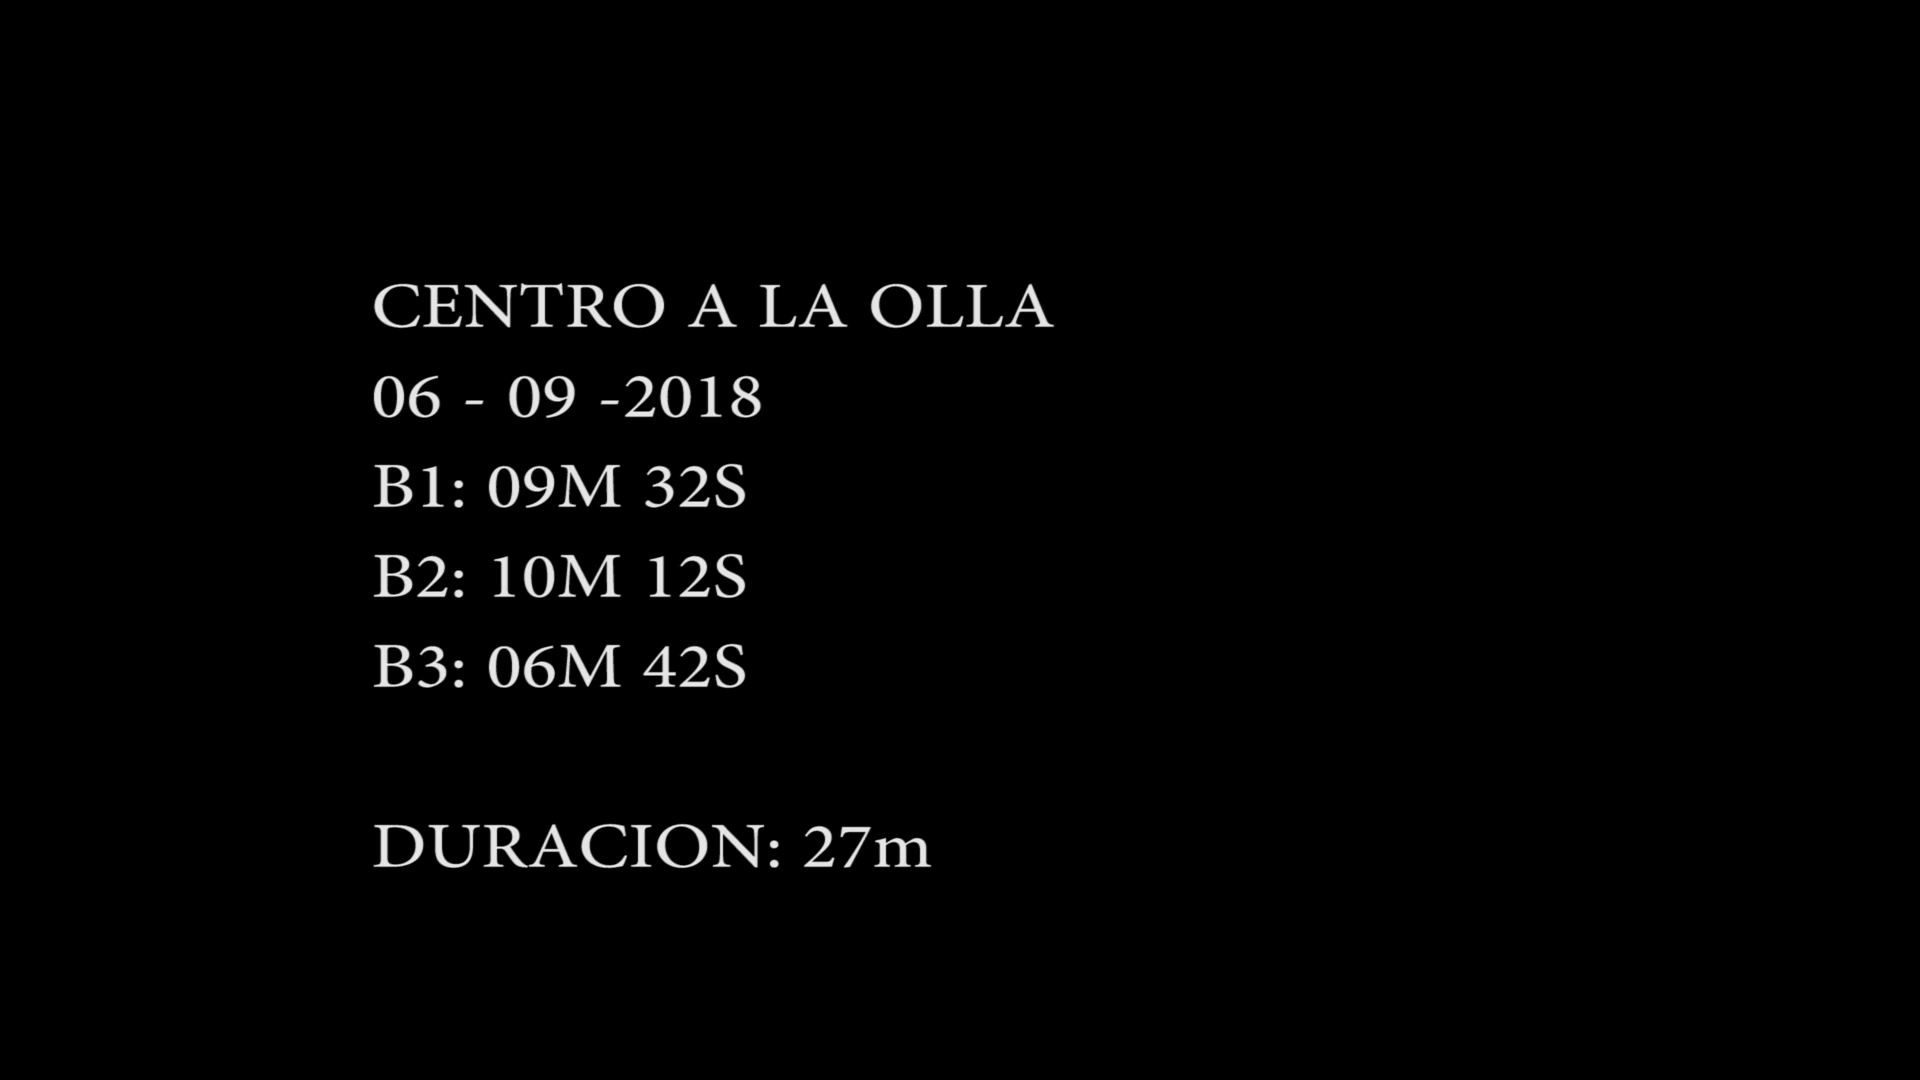 CENTRO A LA OLLA
06 - 09 -2018
B1: 09M 32S
B2: 10M 12S
B3: 06M 42S
DURACION: 27m